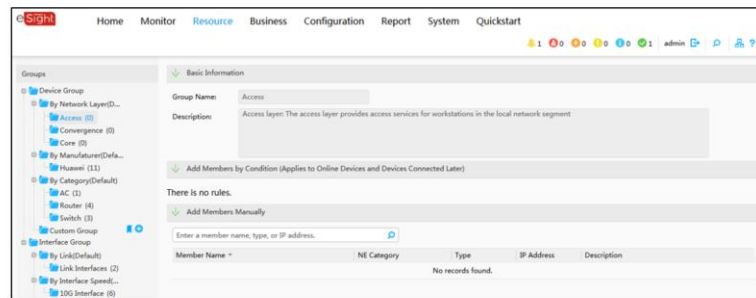 eSight Home Monitor Resource Business Configuration Report System Quickstart
1 0 0 0 0 1 admin ?
Groups
Device Group
By Network Layer(D...
Access (0)
Convergence (0)
Core (0)
By Manufaturer(Defa...
Huawei (11)
By Category(Default)
AC (1)
Router (4)
Switch (3)
Custom Group
Interface Group
By Link(Default)
Link Interfaces (2)
By Interface Speed(...
10G Interface (6)
Basic Information
Group Name: Access
Description: Access layer: The access layer provides access services for workstations in the local network segment
Add Members by Condition (Applies to Online Devices and Devices Connected Later)
There is no rules.
Add Members Manually
Enter a member name, type, or IP address.
Member Name NE Category Type IP Address Description
No records found.